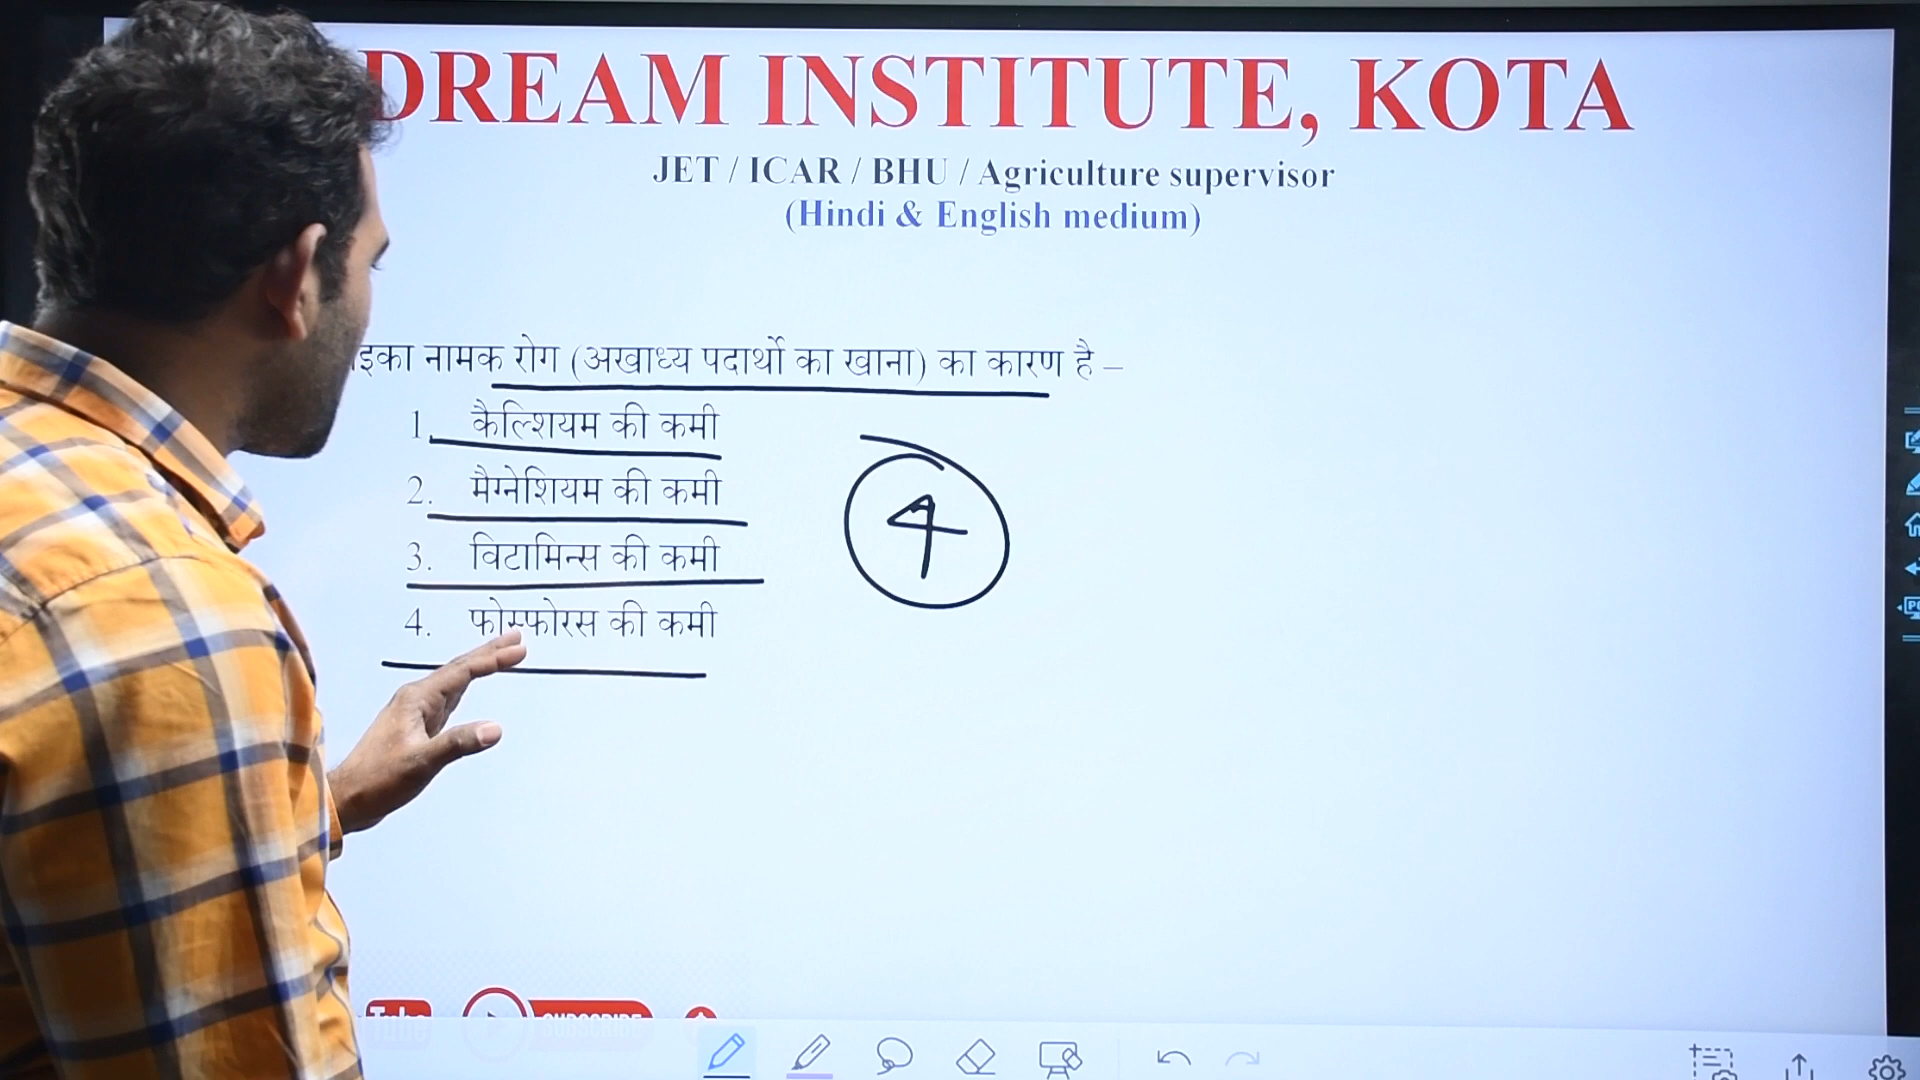 DREAM INSTITUTE, KOTA
JET / ICAR / BHU / Agriculture supervisor
(Hindi & English medium)
नामक रोग (अखाध्य पदार्थो का खाना) का कारण है –
1. कैल्शियम की कमी
2. मैग्नेशियम की कमी
3. विटामिन्स की कमी
4. फोस्फोरस की कमी
4